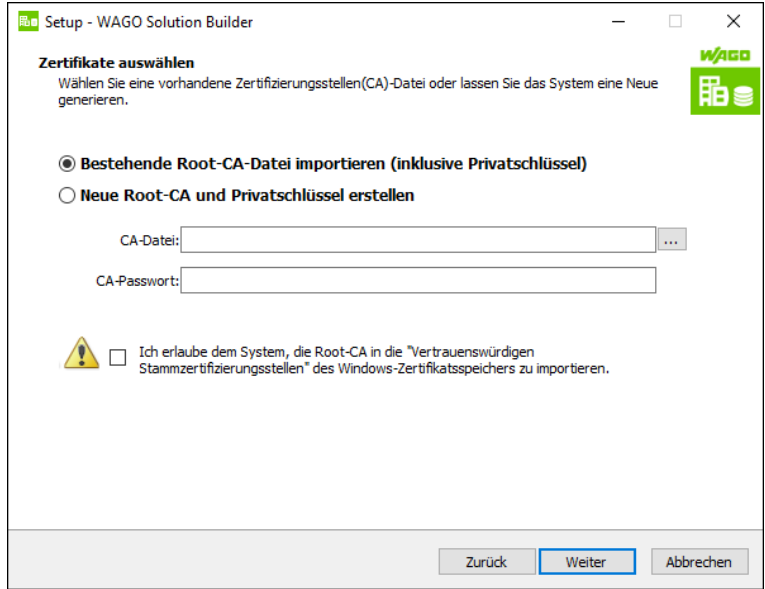 Setup - WAGO Solution Builder
Zertifikate auswählen
Wählen Sie eine vorhandene Zertifizierungsstellen(CA)-Datei oder lassen Sie das System eine Neue
generieren.
WAGO
Bestehende Root-CA-Datei importieren (inklusive Privatschlüssel)
Neue Root-CA und Privatschlüssel erstellen
CA-Datei:
...
CA-Passwort:
Ich erlaube dem System, die Root-CA in die "Vertrauenswürdigen
Stammzertifizierungsstellen" des Windows-Zertifikatsspeichers zu importieren.
Zurück
Weiter
Abbrechen